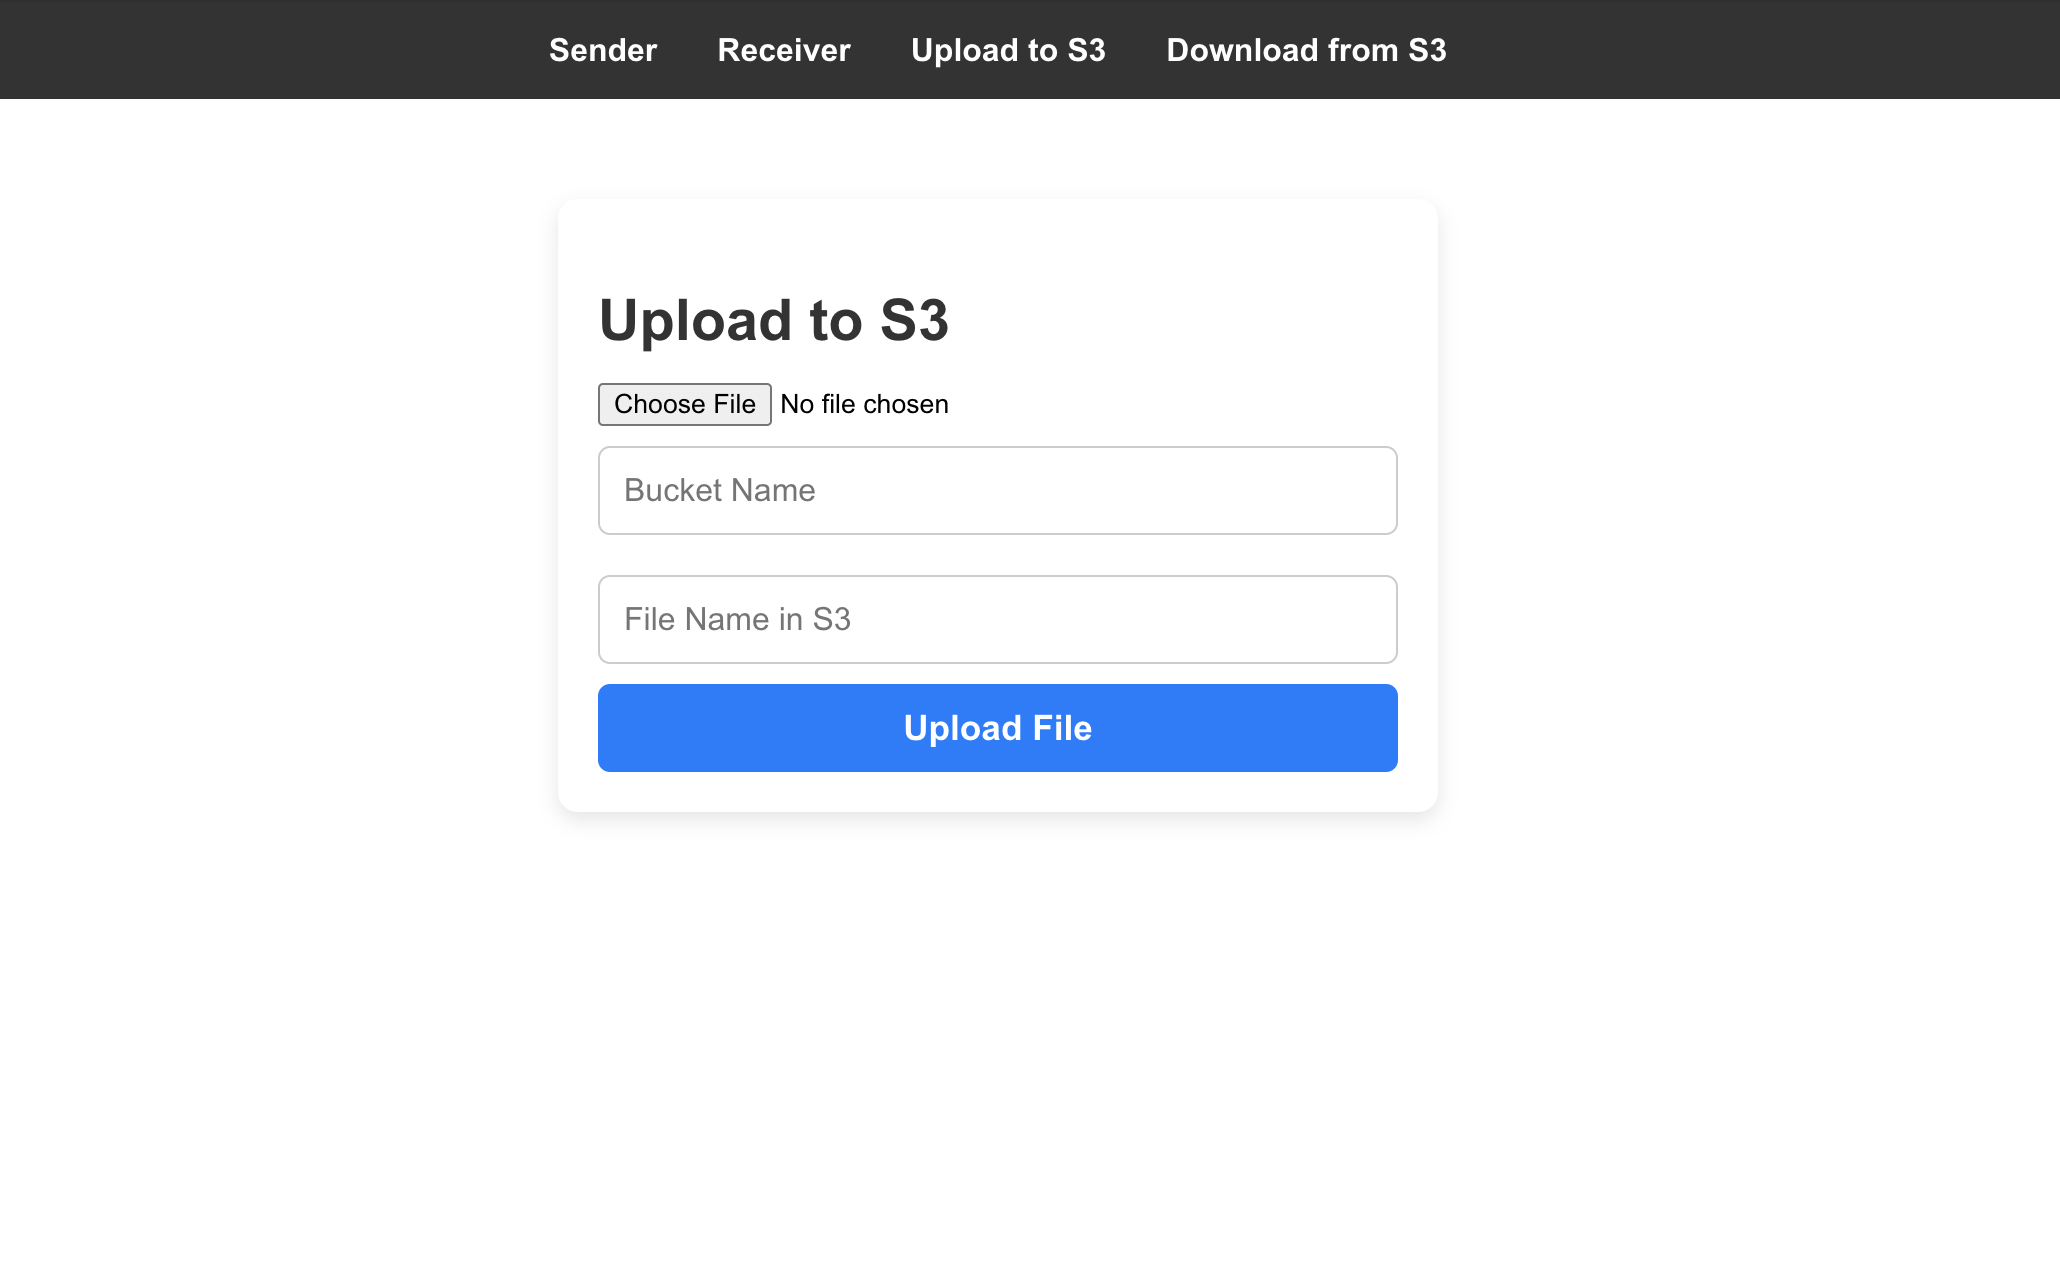 Sender Receiver Upload to S3 Download from S3
Upload to S3
Choose File No file chosen
Bucket Name
File Name in S3
Upload File